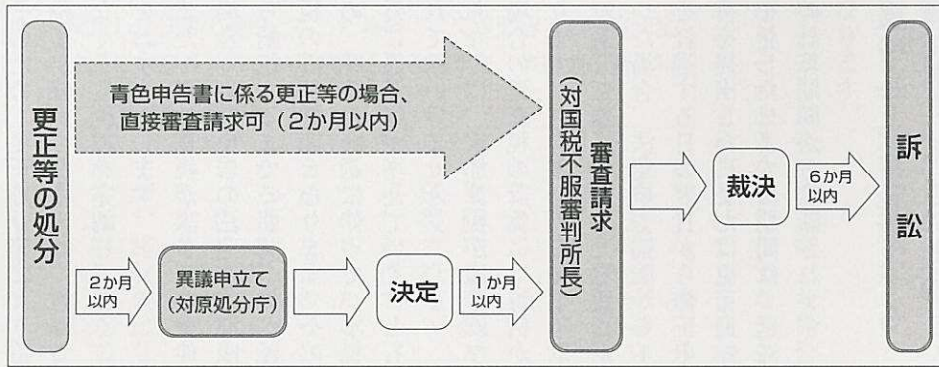 更正等の処分
青色申告書に係る更正等の場合、
直接審査請求可（2か月以内）
2か月
以内
異議申立て
（対原処分庁）
決定
1か月
以内
審査請求
（対国税不服審判所長）
裁決
6か月
以内
訴訟